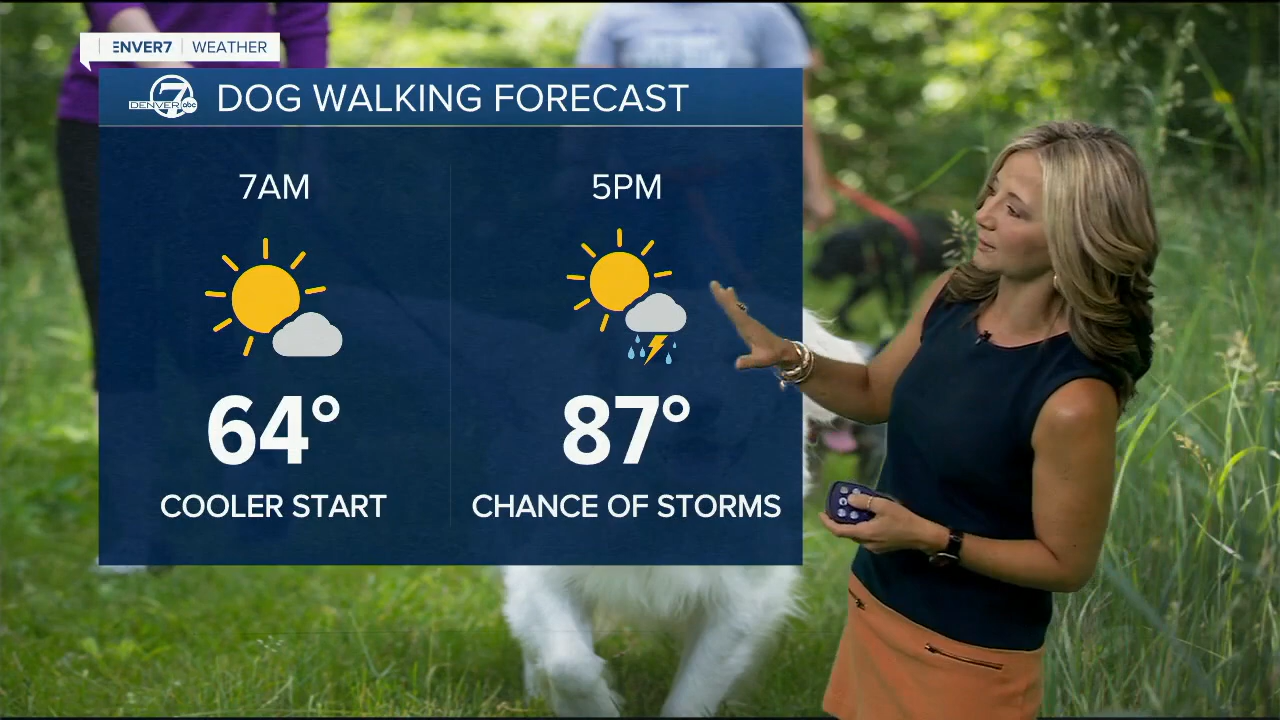 ENVER7 | WEATHER
DENVER 7 abc DOG WALKING FORECAST
7AM
5PM
64°
87°
COOLER START
CHANCE OF STORMS